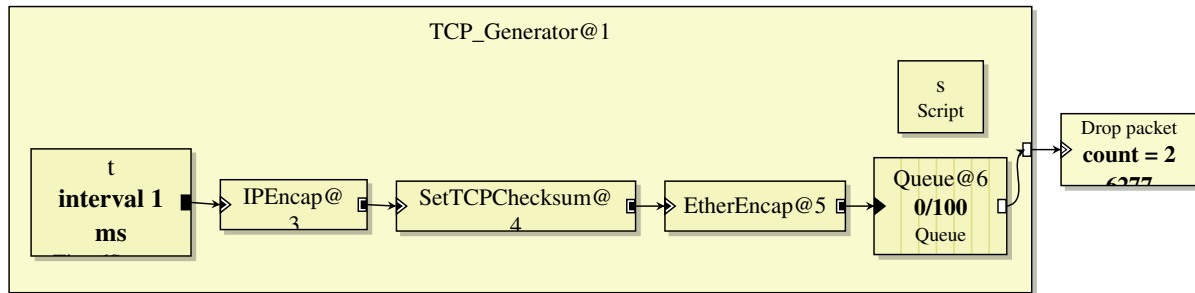 TCP_Generator@1
s
Script
t
interval 1
ms
IPEncap@
3
SetTCPChecksum@
4
EtherEncap@5
Queue@6
0/100
Queue
Drop packet
count = 2
6277